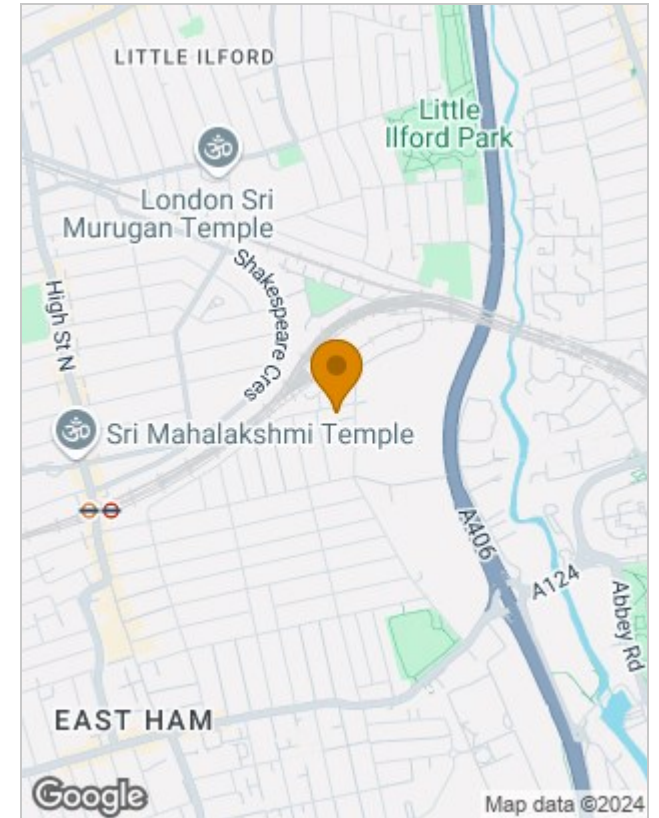 LITTLE ILFORD
Little
Ilford Park
London Sri
Murugan Temple
Shakespeare Cres
High St N
Sri Mahalakshmi Temple
A406
A124
Abbey Rd
EAST HAM
Google
Map data ©2024